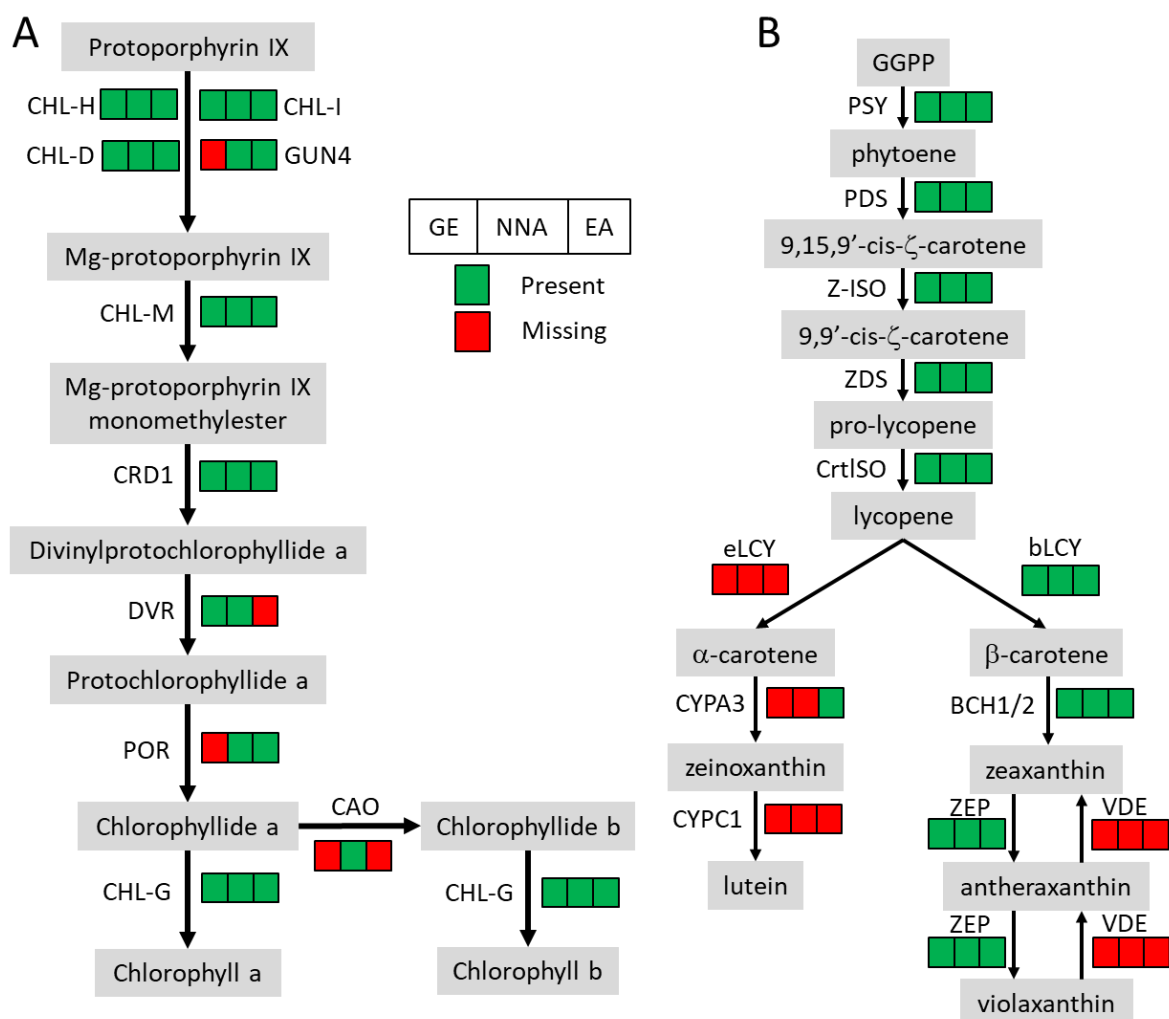 A
Protoporphyrin IX
CHL-H
CHL-I
CHL-D
GUN4
Mg-protoporphyrin IX
CHL-M
Mg-protoporphyrin IX
monomethylester
CRD1
Divinylprotochlorophyllide a
DVR
Protochlorophyllide a
POR
Chlorophyllide a
CAO
Chlorophyllide b
CHL-G
CHL-G
Chlorophyll a
Chlorophyll b
GE NNA EA
Present
Missing
B
GGPP
PSY
phytoene
PDS
9,15,9’-cis-ζ-carotene
Z-ISO
9,9’-cis-ζ-carotene
ZDS
pro-lycopene
CrtlSO
lycopene
eLCY
bLCY
α-carotene
β-carotene
CYPA3
BCH1/2
zeinoxanthin
zeaxanthin
CYPC1
ZEP
VDE
lutein
antheraxanthin
ZEP
VDE
violaxanthin